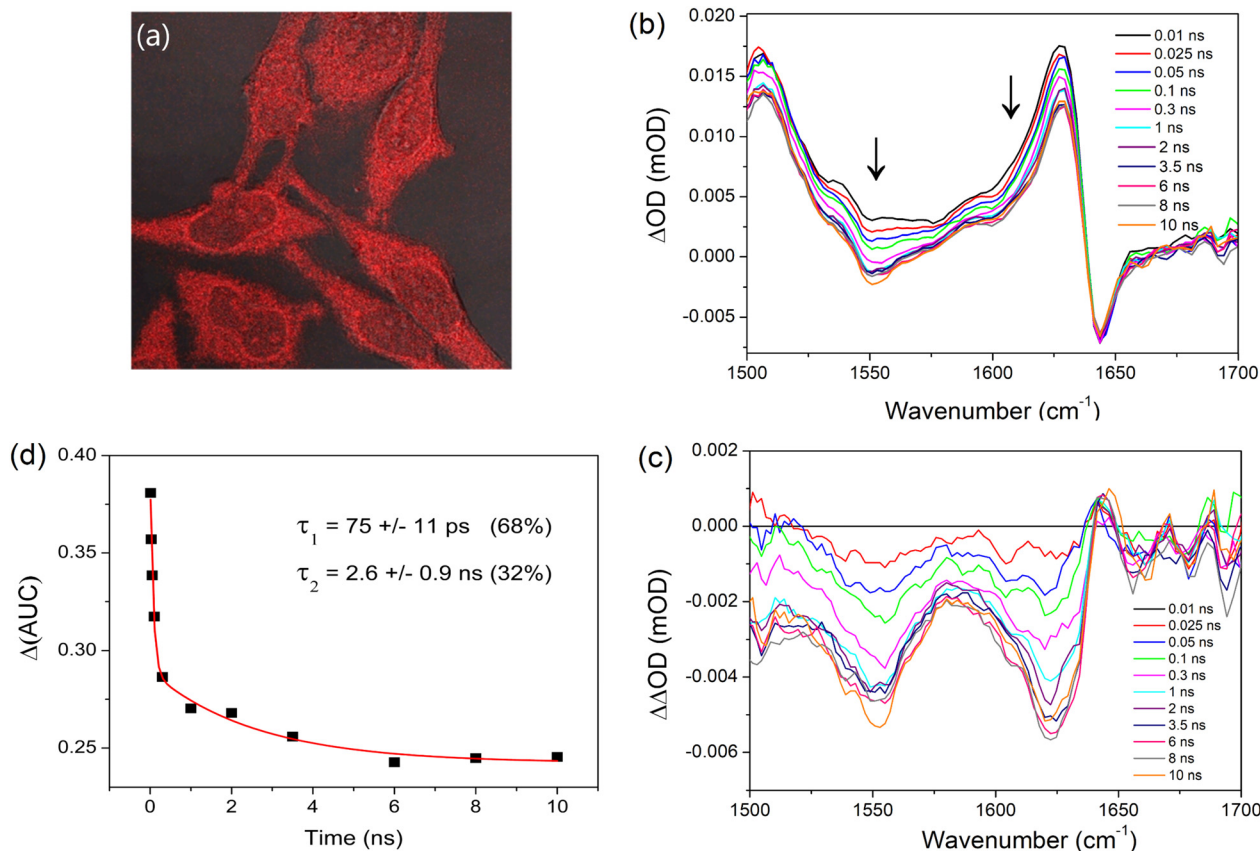 (a)
(b)
0.020
0.015
0.010
0.005
0.000
-0.005
ΔOD (mOD)
0.01 ns
0.025 ns
0.05 ns
0.1 ns
0.3 ns
1 ns
2 ns
3.5 ns
6 ns
8 ns
10 ns
1500
1550
1600
1650
1700
Wavenumber (cm⁻¹)
(d)
0.40
0.35
0.30
0.25
Δ(AUC)
τ₁ = 75 +/- 11 ps (68%)
τ₂ = 2.6 +/- 0.9 ns (32%)
0
2
4
6
8
10
Time (ns)
(c)
0.002
0.000
-0.002
-0.004
-0.006
ΔΔOD (mOD)
0.01 ns
0.025 ns
0.05 ns
0.1 ns
0.3 ns
1 ns
2 ns
3.5 ns
6 ns
8 ns
10 ns
1500
1550
1600
1650
1700
Wavenumber (cm⁻¹)